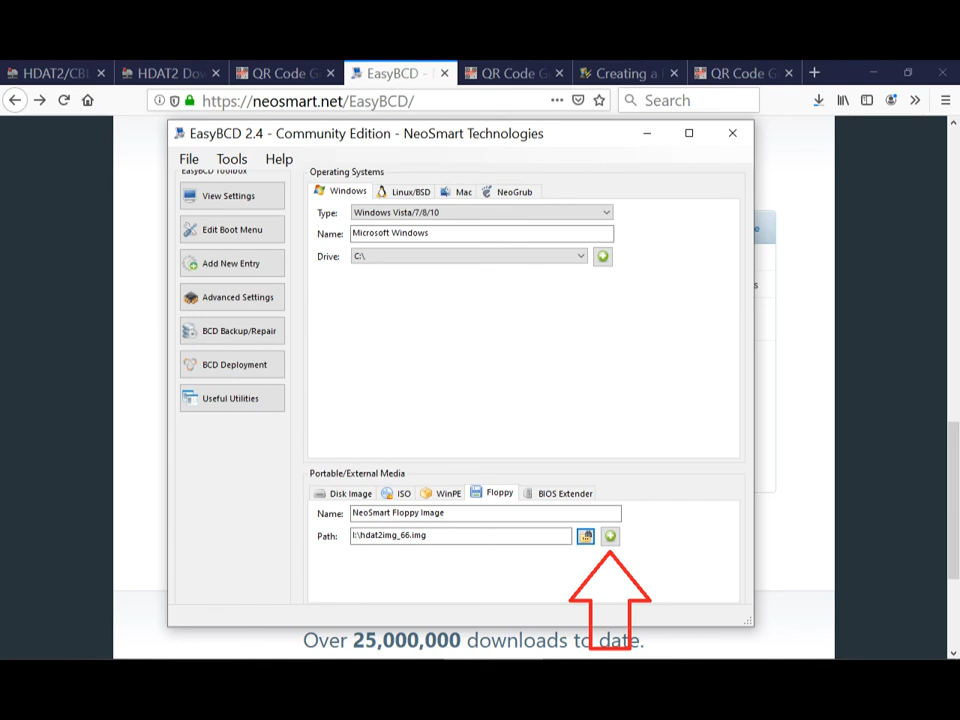 HDAT2/CBL
HDAT2 Dow
QR Code G
EasyBCD -
QR Code G
Creating a
QR Code G
https://neosmart.net/EasyBCD/
Search
EasyBCD 2.4 - Community Edition - NeoSmart Technologies
File Tools Help
EasyBCD Toolbox
View Settings
Edit Boot Menu
Add New Entry
Advanced Settings
BCD Backup/Repair
BCD Deployment
Useful Utilities
Operating Systems
Windows Linux/BSD Mac NeoGrub
Type: Windows Vista/7/8/10
Name: Microsoft Windows
Drive: C:\
Portable/External Media
Disk Image ISO WinPE Floppy BIOS Extender
Name: NeoSmart Floppy Image
Path: I:\hdat2img_66.img
Over 25,000,000 downloads to date.